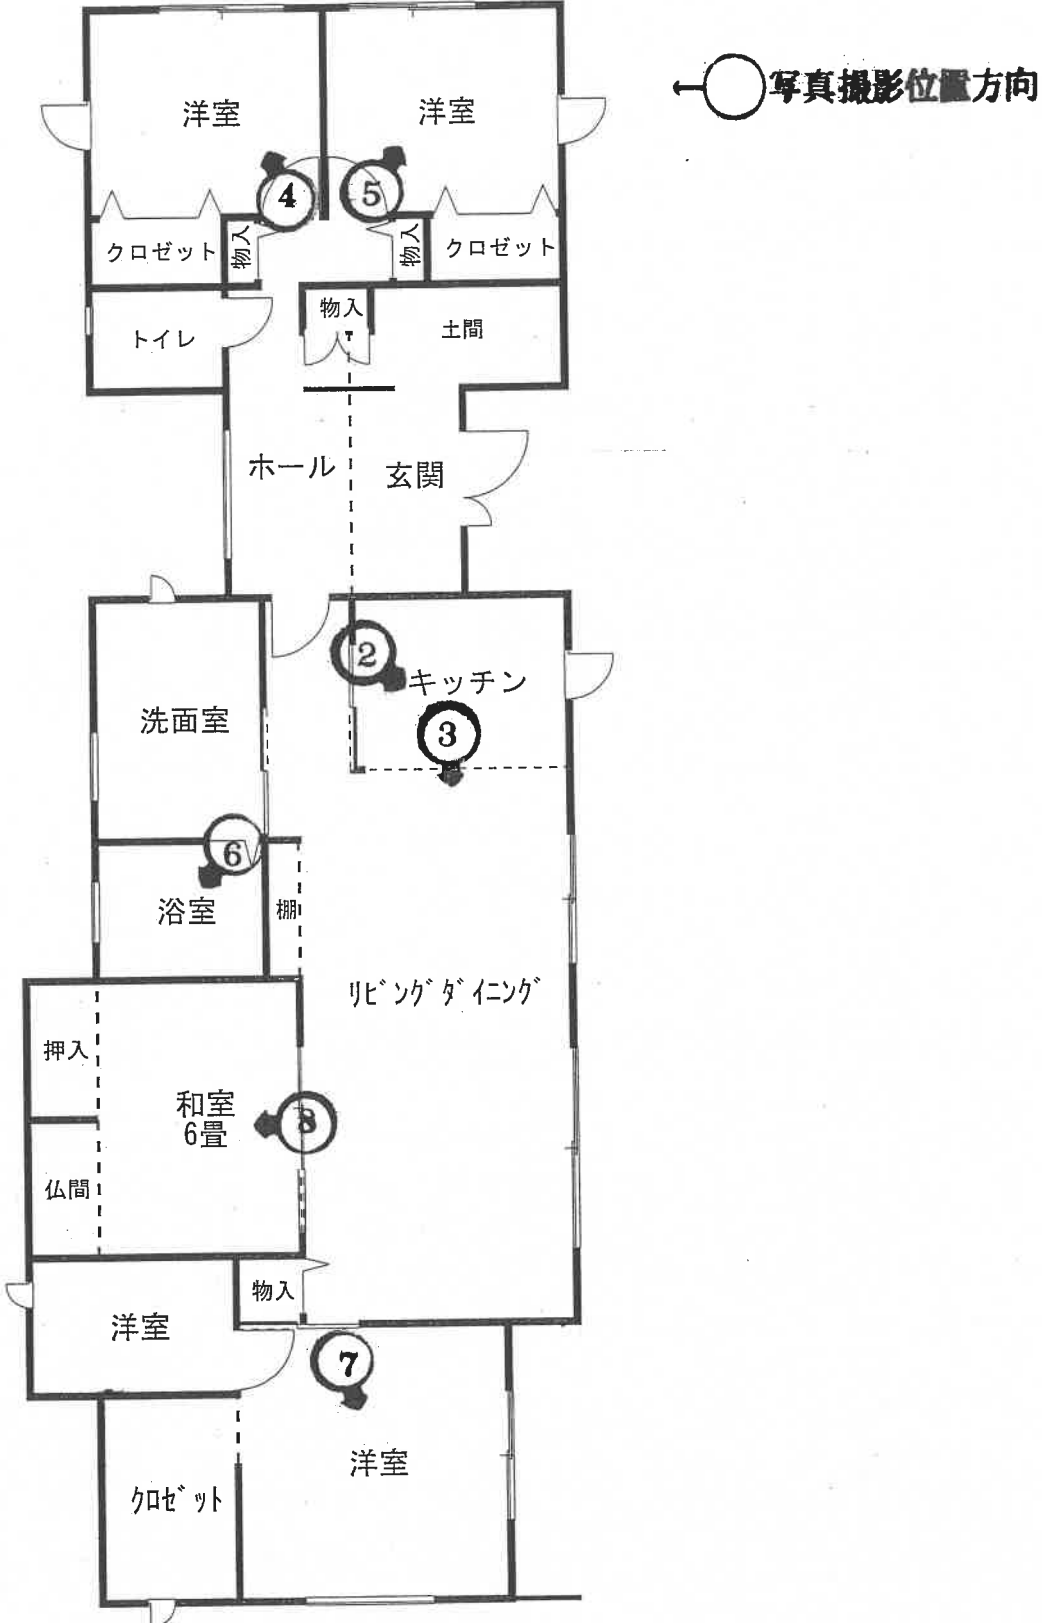 写真撮影位置方向
洋室
洋室
4
5
クロゼット
物入
物入
クロゼット
物入
トイレ
土間
ホール
玄関
2
キッチン
洗面室
3
6
浴室
棚
リビングダイニング
押入
和室
6畳
8
仏間
物入
洋室
7
洋室
クロゼット